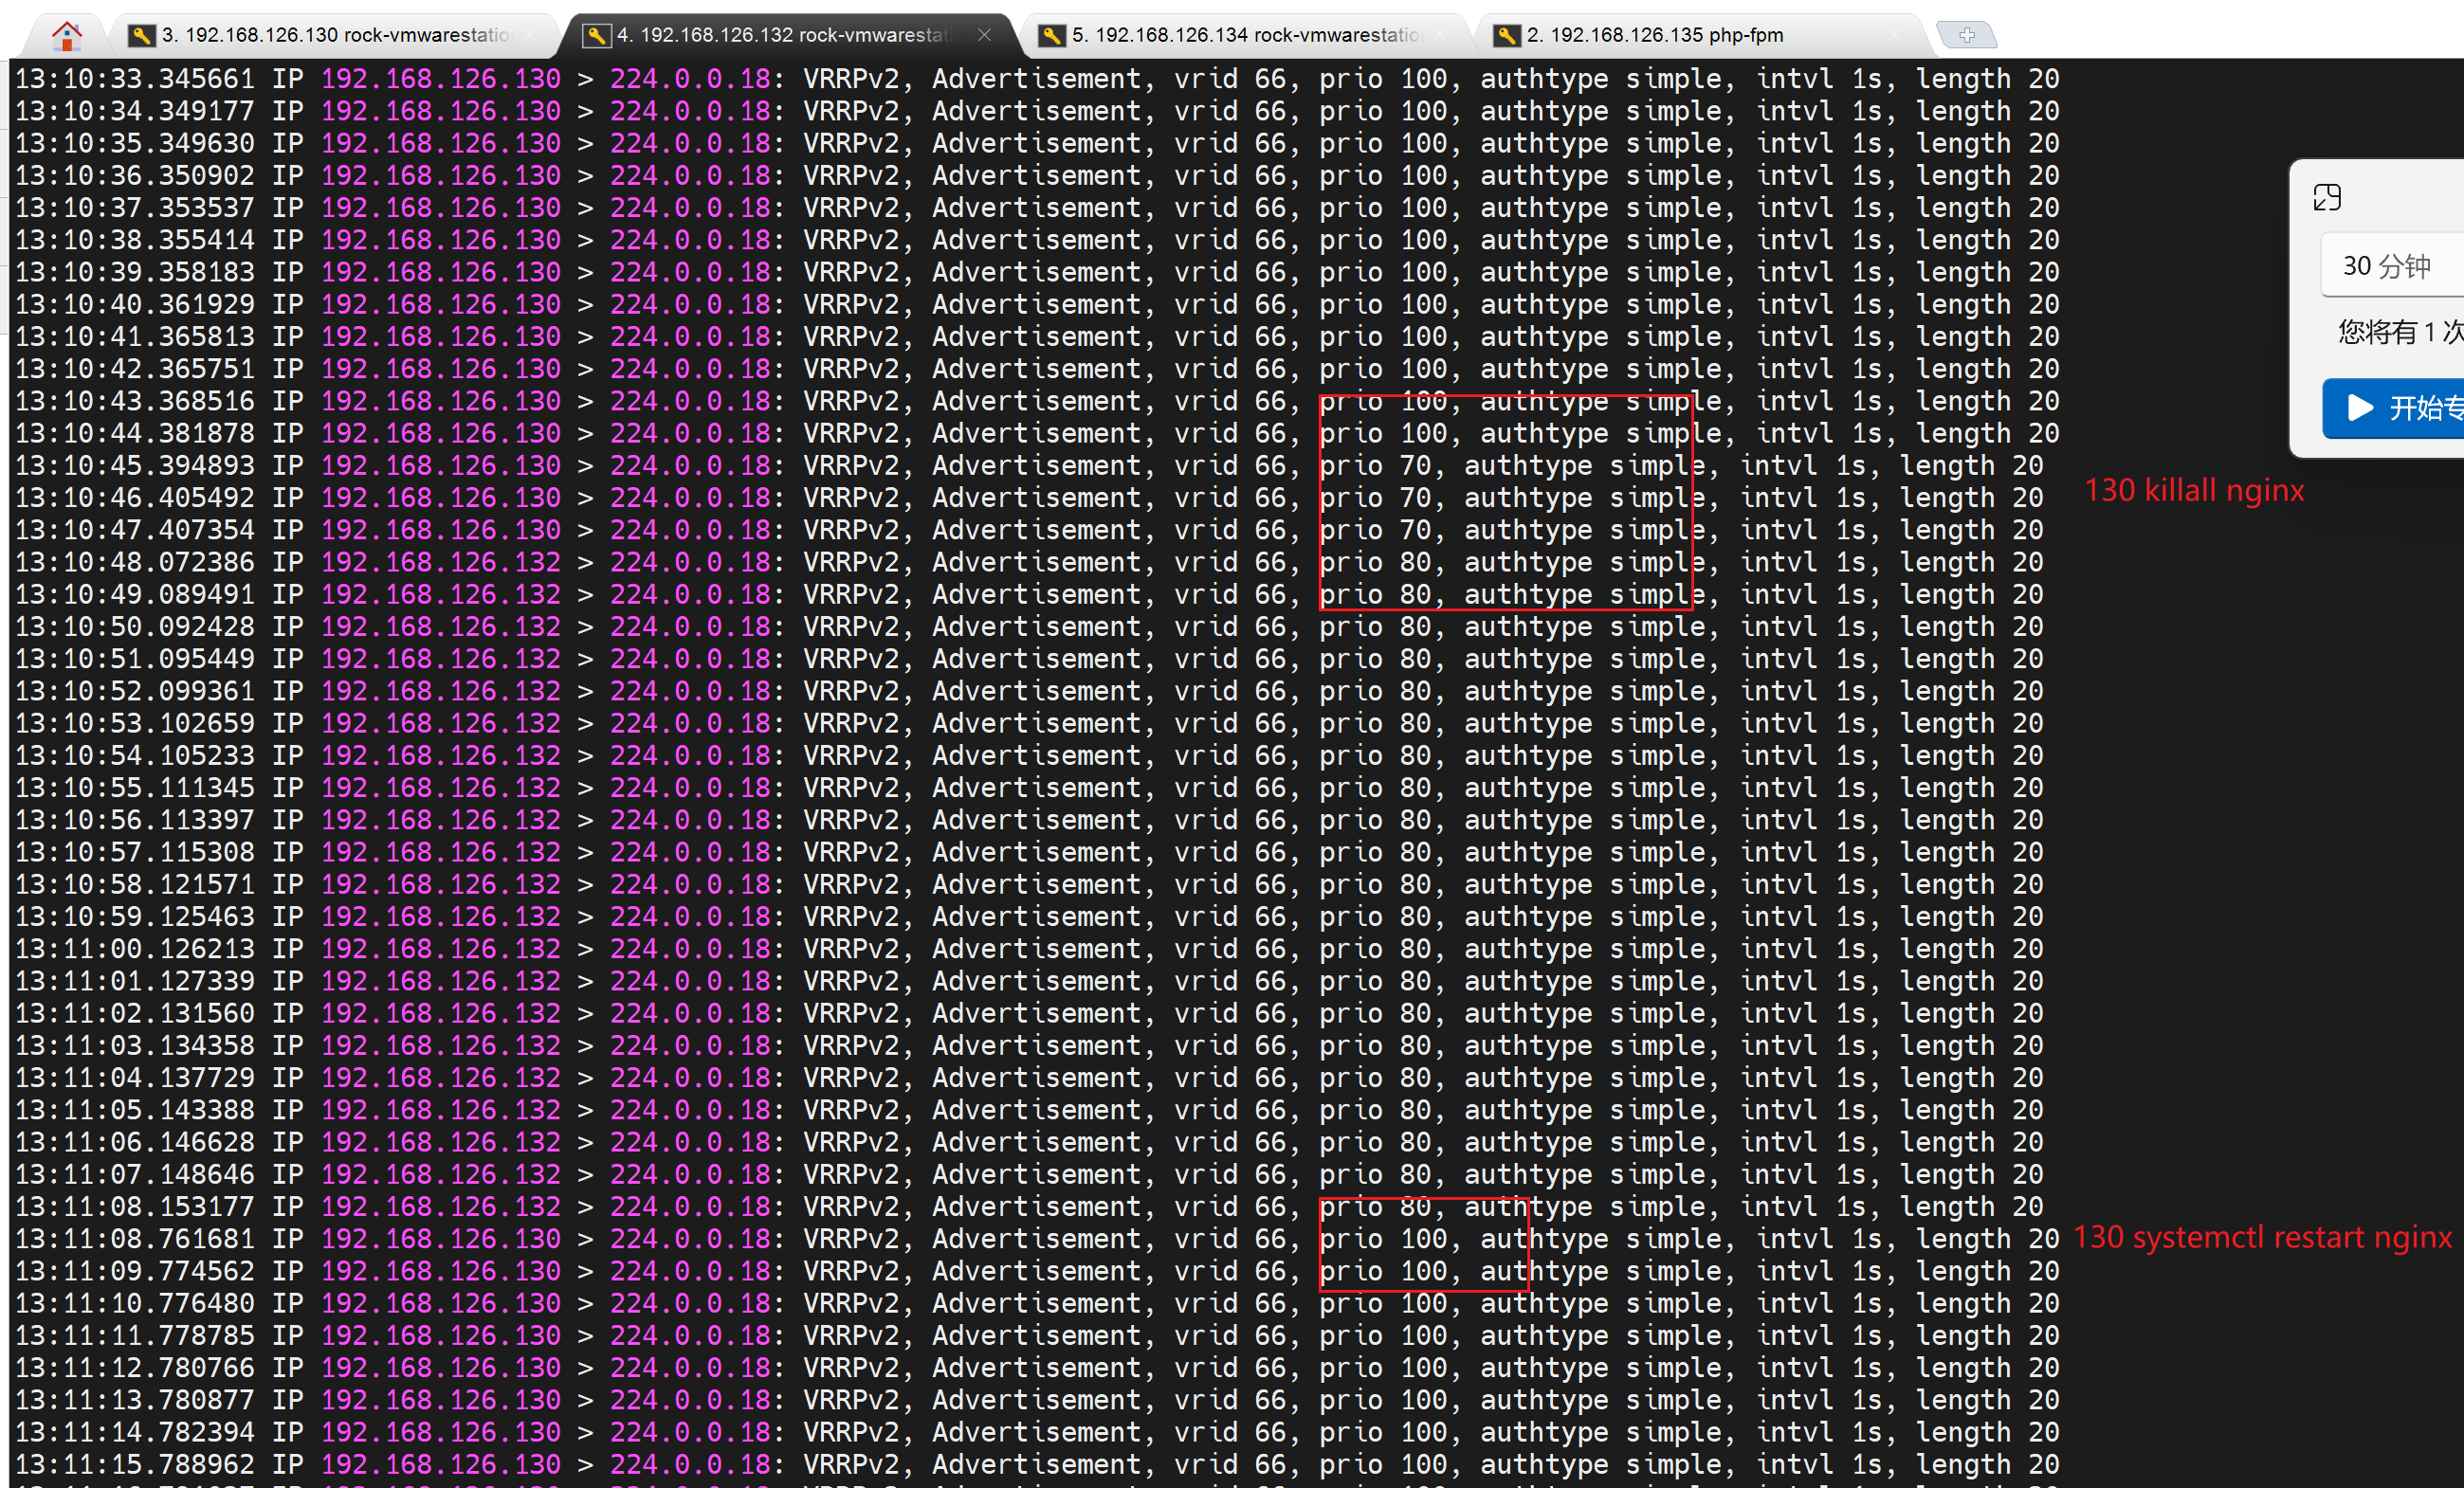 3. 192.168.126.130 rock-vmwarestatio
4. 192.168.126.132 rock-vmwarestat
5. 192.168.126.134 rock-vmwarestatio
2. 192.168.126.135 php-fpm
13:10:33.345661 IP 192.168.126.130 > 224.0.0.18: VRRPv2, Advertisement, vrid 66, prio 100, authtype simple, intvl 1s, length 20
13:10:34.349177 IP 192.168.126.130 > 224.0.0.18: VRRPv2, Advertisement, vrid 66, prio 100, authtype simple, intvl 1s, length 20
13:10:35.349630 IP 192.168.126.130 > 224.0.0.18: VRRPv2, Advertisement, vrid 66, prio 100, authtype simple, intvl 1s, length 20
13:10:36.350902 IP 192.168.126.130 > 224.0.0.18: VRRPv2, Advertisement, vrid 66, prio 100, authtype simple, intvl 1s, length 20
13:10:37.353537 IP 192.168.126.130 > 224.0.0.18: VRRPv2, Advertisement, vrid 66, prio 100, authtype simple, intvl 1s, length 20
13:10:38.355414 IP 192.168.126.130 > 224.0.0.18: VRRPv2, Advertisement, vrid 66, prio 100, authtype simple, intvl 1s, length 20
13:10:39.358183 IP 192.168.126.130 > 224.0.0.18: VRRPv2, Advertisement, vrid 66, prio 100, authtype simple, intvl 1s, length 20
13:10:40.361929 IP 192.168.126.130 > 224.0.0.18: VRRPv2, Advertisement, vrid 66, prio 100, authtype simple, intvl 1s, length 20
13:10:41.365813 IP 192.168.126.130 > 224.0.0.18: VRRPv2, Advertisement, vrid 66, prio 100, authtype simple, intvl 1s, length 20
13:10:42.365751 IP 192.168.126.130 > 224.0.0.18: VRRPv2, Advertisement, vrid 66, prio 100, authtype simple, intvl 1s, length 20
13:10:43.368516 IP 192.168.126.130 > 224.0.0.18: VRRPv2, Advertisement, vrid 66, prio 100, authtype simple, intvl 1s, length 20
13:10:44.381878 IP 192.168.126.130 > 224.0.0.18: VRRPv2, Advertisement, vrid 66, prio 100, authtype simple, intvl 1s, length 20
13:10:45.394893 IP 192.168.126.130 > 224.0.0.18: VRRPv2, Advertisement, vrid 66, prio 70, authtype simple, intvl 1s, length 20
13:10:46.405492 IP 192.168.126.130 > 224.0.0.18: VRRPv2, Advertisement, vrid 66, prio 70, authtype simple, intvl 1s, length 20
130 killall nginx
13:10:47.407354 IP 192.168.126.130 > 224.0.0.18: VRRPv2, Advertisement, vrid 66, prio 70, authtype simple, intvl 1s, length 20
13:10:48.072386 IP 192.168.126.132 > 224.0.0.18: VRRPv2, Advertisement, vrid 66, prio 80, authtype simple, intvl 1s, length 20
13:10:49.089491 IP 192.168.126.132 > 224.0.0.18: VRRPv2, Advertisement, vrid 66, prio 80, authtype simple, intvl 1s, length 20
13:10:50.092428 IP 192.168.126.132 > 224.0.0.18: VRRPv2, Advertisement, vrid 66, prio 80, authtype simple, intvl 1s, length 20
13:10:51.095449 IP 192.168.126.132 > 224.0.0.18: VRRPv2, Advertisement, vrid 66, prio 80, authtype simple, intvl 1s, length 20
13:10:52.099361 IP 192.168.126.132 > 224.0.0.18: VRRPv2, Advertisement, vrid 66, prio 80, authtype simple, intvl 1s, length 20
13:10:53.102659 IP 192.168.126.132 > 224.0.0.18: VRRPv2, Advertisement, vrid 66, prio 80, authtype simple, intvl 1s, length 20
13:10:54.105233 IP 192.168.126.132 > 224.0.0.18: VRRPv2, Advertisement, vrid 66, prio 80, authtype simple, intvl 1s, length 20
13:10:55.111345 IP 192.168.126.132 > 224.0.0.18: VRRPv2, Advertisement, vrid 66, prio 80, authtype simple, intvl 1s, length 20
13:10:56.113397 IP 192.168.126.132 > 224.0.0.18: VRRPv2, Advertisement, vrid 66, prio 80, authtype simple, intvl 1s, length 20
13:10:57.115308 IP 192.168.126.132 > 224.0.0.18: VRRPv2, Advertisement, vrid 66, prio 80, authtype simple, intvl 1s, length 20
13:10:58.121571 IP 192.168.126.132 > 224.0.0.18: VRRPv2, Advertisement, vrid 66, prio 80, authtype simple, intvl 1s, length 20
13:10:59.125463 IP 192.168.126.132 > 224.0.0.18: VRRPv2, Advertisement, vrid 66, prio 80, authtype simple, intvl 1s, length 20
13:11:00.126213 IP 192.168.126.132 > 224.0.0.18: VRRPv2, Advertisement, vrid 66, prio 80, authtype simple, intvl 1s, length 20
13:11:01.127339 IP 192.168.126.132 > 224.0.0.18: VRRPv2, Advertisement, vrid 66, prio 80, authtype simple, intvl 1s, length 20
13:11:02.131560 IP 192.168.126.132 > 224.0.0.18: VRRPv2, Advertisement, vrid 66, prio 80, authtype simple, intvl 1s, length 20
13:11:03.134358 IP 192.168.126.132 > 224.0.0.18: VRRPv2, Advertisement, vrid 66, prio 80, authtype simple, intvl 1s, length 20
13:11:04.137729 IP 192.168.126.132 > 224.0.0.18: VRRPv2, Advertisement, vrid 66, prio 80, authtype simple, intvl 1s, length 20
13:11:05.143388 IP 192.168.126.132 > 224.0.0.18: VRRPv2, Advertisement, vrid 66, prio 80, authtype simple, intvl 1s, length 20
13:11:06.146628 IP 192.168.126.132 > 224.0.0.18: VRRPv2, Advertisement, vrid 66, prio 80, authtype simple, intvl 1s, length 20
13:11:07.148646 IP 192.168.126.132 > 224.0.0.18: VRRPv2, Advertisement, vrid 66, prio 80, authtype simple, intvl 1s, length 20
13:11:08.153177 IP 192.168.126.132 > 224.0.0.18: VRRPv2, Advertisement, vrid 66, prio 80, authtype simple, intvl 1s, length 20
13:11:08.761681 IP 192.168.126.130 > 224.0.0.18: VRRPv2, Advertisement, vrid 66, prio 100, authtype simple, intvl 1s, length 20
130 systemctl restart nginx
13:11:09.774562 IP 192.168.126.130 > 224.0.0.18: VRRPv2, Advertisement, vrid 66, prio 100, authtype simple, intvl 1s, length 20
13:11:10.776480 IP 192.168.126.130 > 224.0.0.18: VRRPv2, Advertisement, vrid 66, prio 100, authtype simple, intvl 1s, length 20
13:11:11.778785 IP 192.168.126.130 > 224.0.0.18: VRRPv2, Advertisement, vrid 66, prio 100, authtype simple, intvl 1s, length 20
13:11:12.780766 IP 192.168.126.130 > 224.0.0.18: VRRPv2, Advertisement, vrid 66, prio 100, authtype simple, intvl 1s, length 20
13:11:13.780877 IP 192.168.126.130 > 224.0.0.18: VRRPv2, Advertisement, vrid 66, prio 100, authtype simple, intvl 1s, length 20
13:11:14.782394 IP 192.168.126.130 > 224.0.0.18: VRRPv2, Advertisement, vrid 66, prio 100, authtype simple, intvl 1s, length 20
13:11:15.788962 IP 192.168.126.130 > 224.0.0.18: VRRPv2, Advertisement, vrid 66, prio 100, authtype simple, intvl 1s, length 20
30 分钟
您将有 1 次
开始专